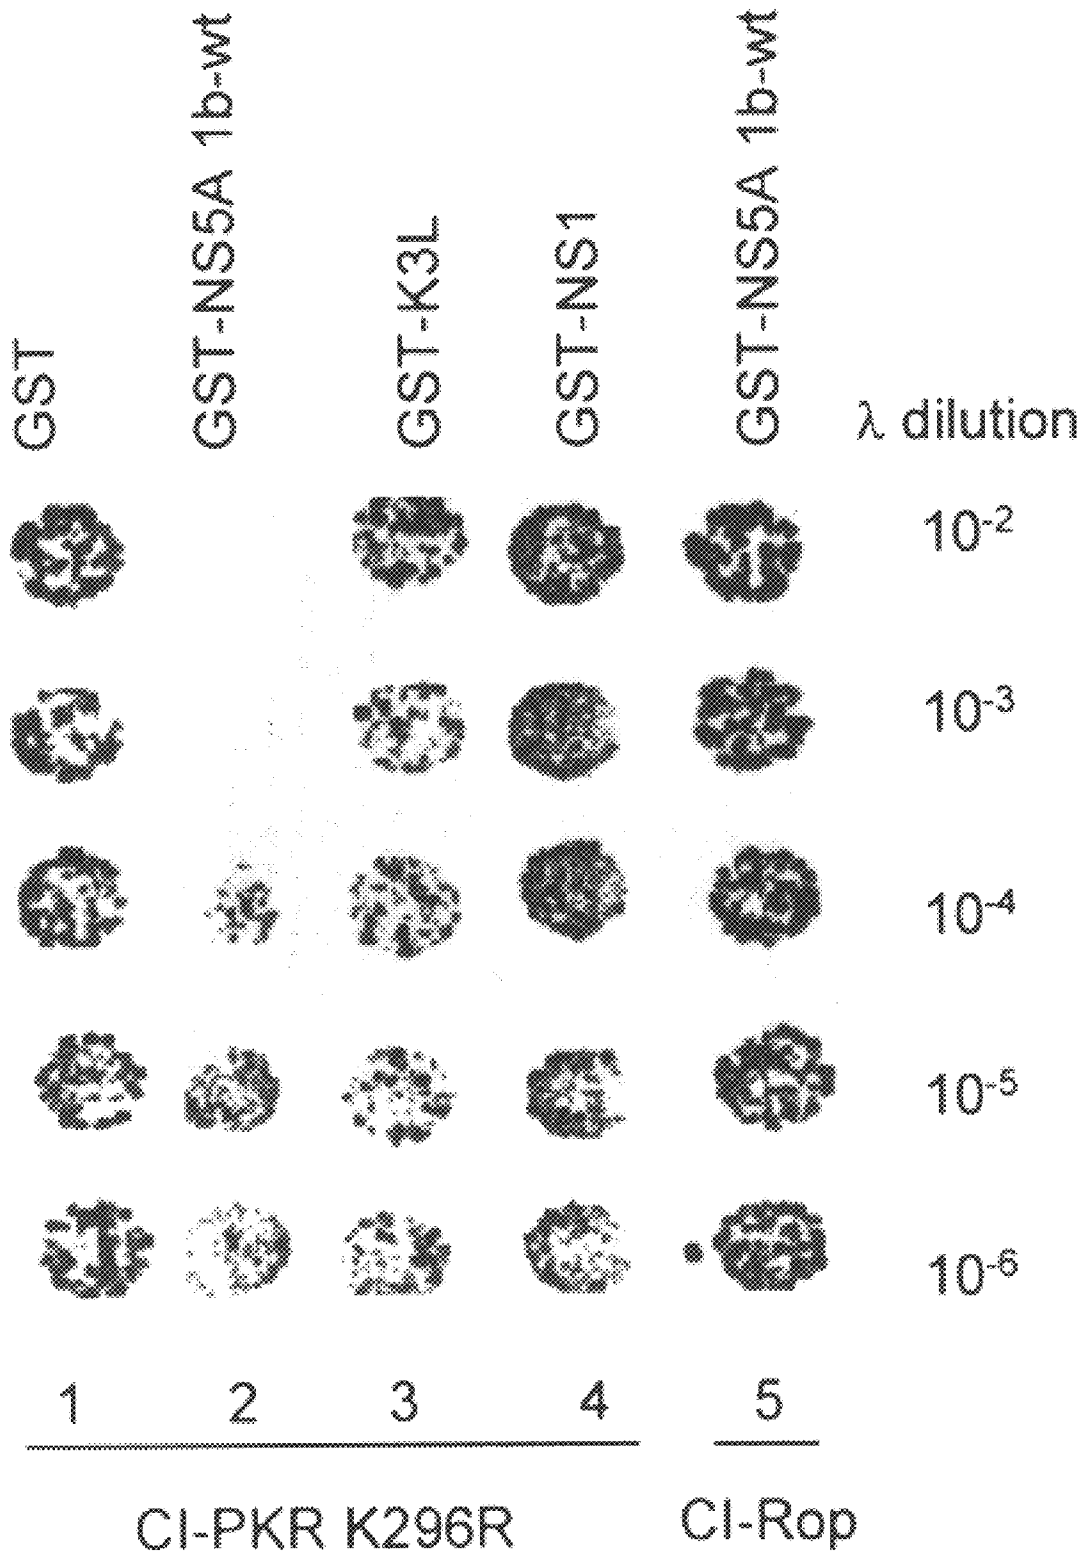 GST
GST-NS5A 1b-wt
GST-K3L
GST-NS1
GST-NS5A 1b-wt
λ dilution
10⁻²
10⁻³
10⁻⁴
10⁻⁵
10⁻⁶
1 2 3 4 5
CI-PKR K296R CI-Rop